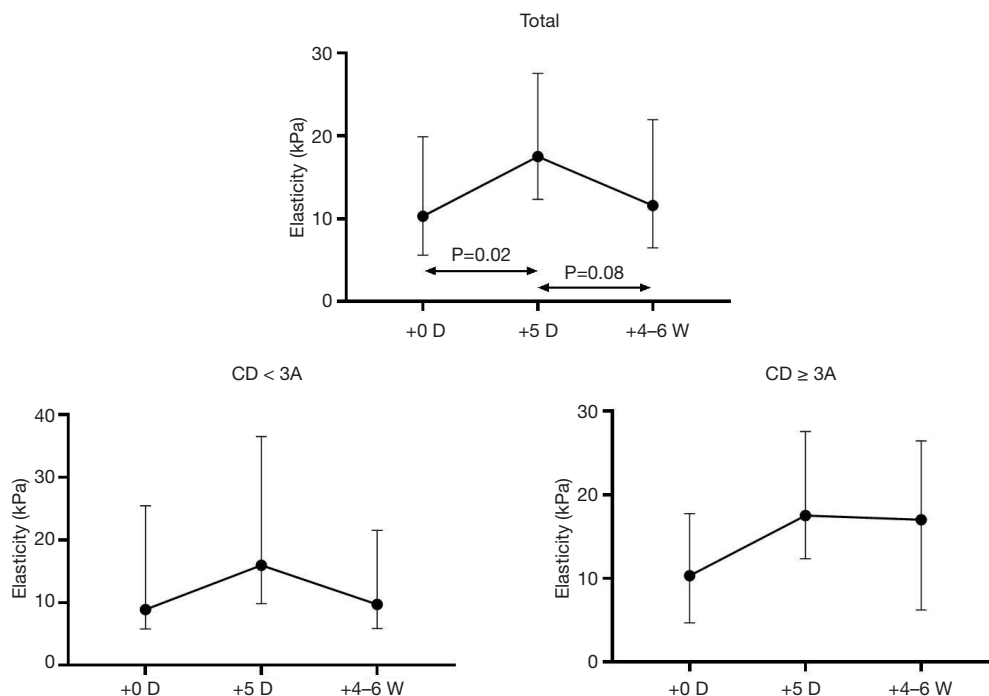 Total
Elasticity (kPa)
30
20
10
0
P=0.02
P=0.08
+0 D
+5 D
+4–6 W
CD < 3A
Elasticity (kPa)
40
30
20
10
0
+0 D
+5 D
+4–6 W
CD ≥ 3A
Elasticity (kPa)
30
20
10
0
+0 D
+5 D
+4–6 W